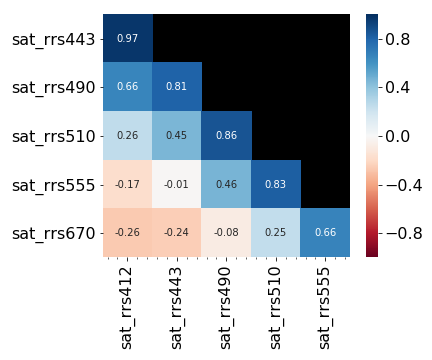 sat_rrs443 0.97 0.8
sat_rrs490 0.66 0.81 0.4
sat_rrs510 0.26 0.45 0.86 0.0
sat_rrs555 -0.17 -0.01 0.46 0.83 −0.4
sat_rrs670 -0.26 -0.24 -0.08 0.25 0.66 −0.8
sat_rrs412 sat_rrs443 sat_rrs490 sat_rrs510 sat_rrs555